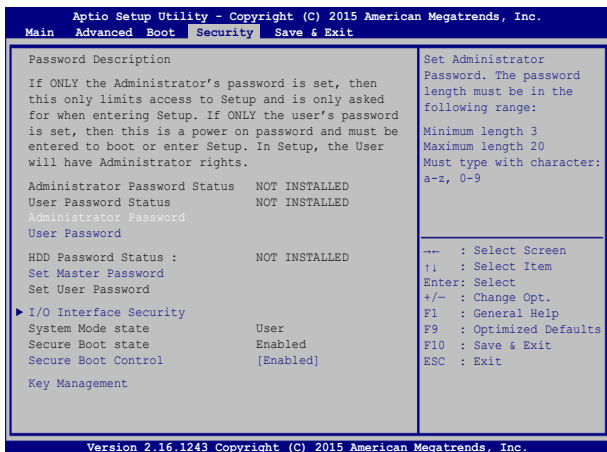 Aptio Setup Utility - Copyright (C) 2015 American Megatrends, Inc.
Main Advanced Boot Security Save & Exit
Password Description
If ONLY the Administrator's password is set, then
this only limits access to Setup and is only asked
for when entering Setup. If ONLY the user's password
is set, then this is a power on password and must be
entered to boot or enter Setup. In Setup, the User
will have Administrator rights.
Administrator Password Status NOT INSTALLED
User Password Status NOT INSTALLED
Administrator Password
User Password
HDD Password Status : NOT INSTALLED
Set Master Password
Set User Password
▶ I/O Interface Security
System Mode state User
Secure Boot state Enabled
Secure Boot Control [Enabled]
Key Management
Set Administrator
Password. The password
length must be in the
following range:
Minimum length 3
Maximum length 20
Must type with character:
a-z, 0-9
→← : Select Screen
↑↓ : Select Item
Enter: Select
+/— : Change Opt.
F1 : General Help
F9 : Optimized Defaults
F10 : Save & Exit
ESC : Exit
Version 2.16.1243 Copyright (C) 2015 American Megatrends, Inc.